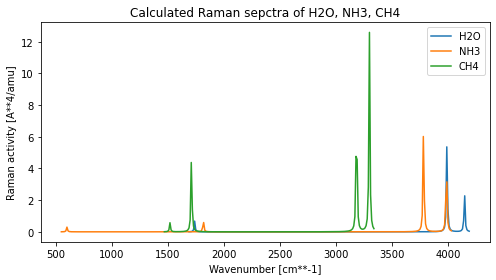 Calculated Raman sepctra of H2O, NH3, CH4
Raman activity [A**4/amu]
12
10
8
6
4
2
0
H2O
NH3
CH4
500 1000 1500 2000 2500 3000 3500 4000
Wavenumber [cm**-1]